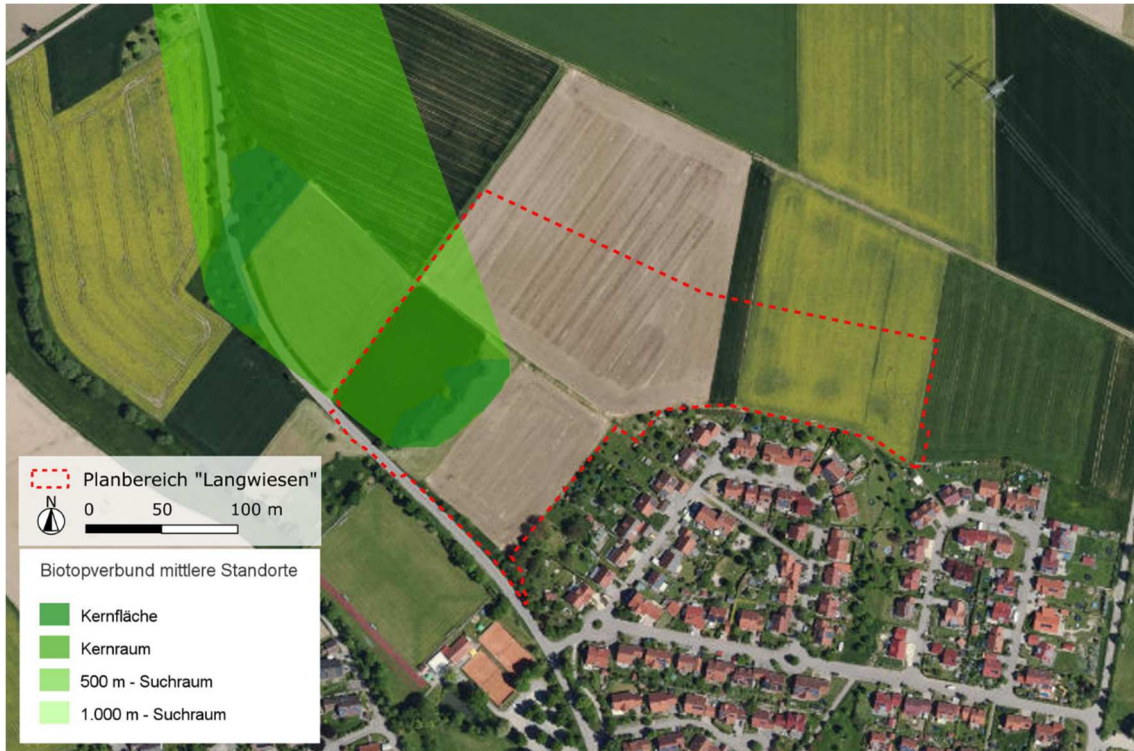 Planbereich "Langwiesen"
N
0 50 100 m
Biotopverbund mittlere Standorte
Kernfläche
Kernraum
500 m - Suchraum
1.000 m - Suchraum